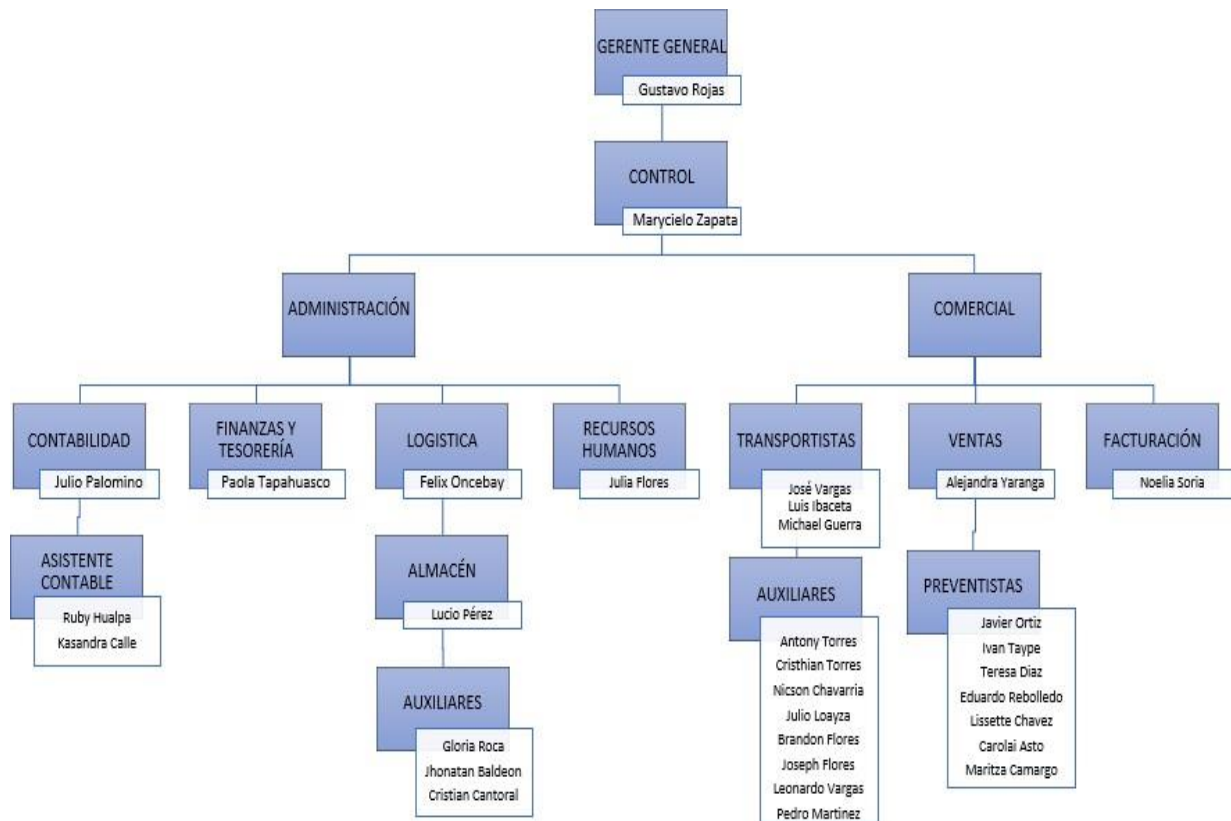 GERENTE GENERAL
Gustavo Rojas
CONTROL
Marycielo Zapata
ADMINISTRACIÓN
COMERCIAL
CONTABILIDAD
Julio Palomino
FINANZAS Y
TESORERÍA
Paola Tapahuasco
LOGISTICA
Felix Oncebay
RECURSOS
HUMANOS
Julia Flores
TRANSPORTISTAS
José Vargas
Luis Ibaceta
Michael Guerra
VENTAS
Alejandra Yaranga
FACTURACIÓN
Noelia Soria
ASISTENTE
CONTABLE
Ruby Hualpa
Kasandra Calle
ALMACÉN
Lucio Pérez
AUXILIARES
Gloria Roca
Jhonatan Baldeon
Cristian Cantoral
AUXILIARES
Antony Torres
Cristhian Torres
Nicson Chavarria
Julio Loayza
Brandon Flores
Joseph Flores
Leonardo Vargas
Pedro Martinez
PREVENTISTAS
Javier Ortiz
Ivan Taype
Teresa Diaz
Eduardo Rebolledo
Lissette Chavez
Carolai Asto
Maritza Camargo